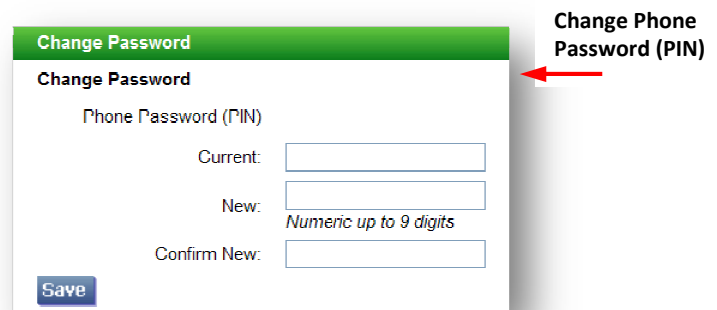 Change Phone
Password (PIN)
Change Password
Change Password
Phone Password (PIN)
Current:
New:
Numeric up to 9 digits
Confirm New:
Save